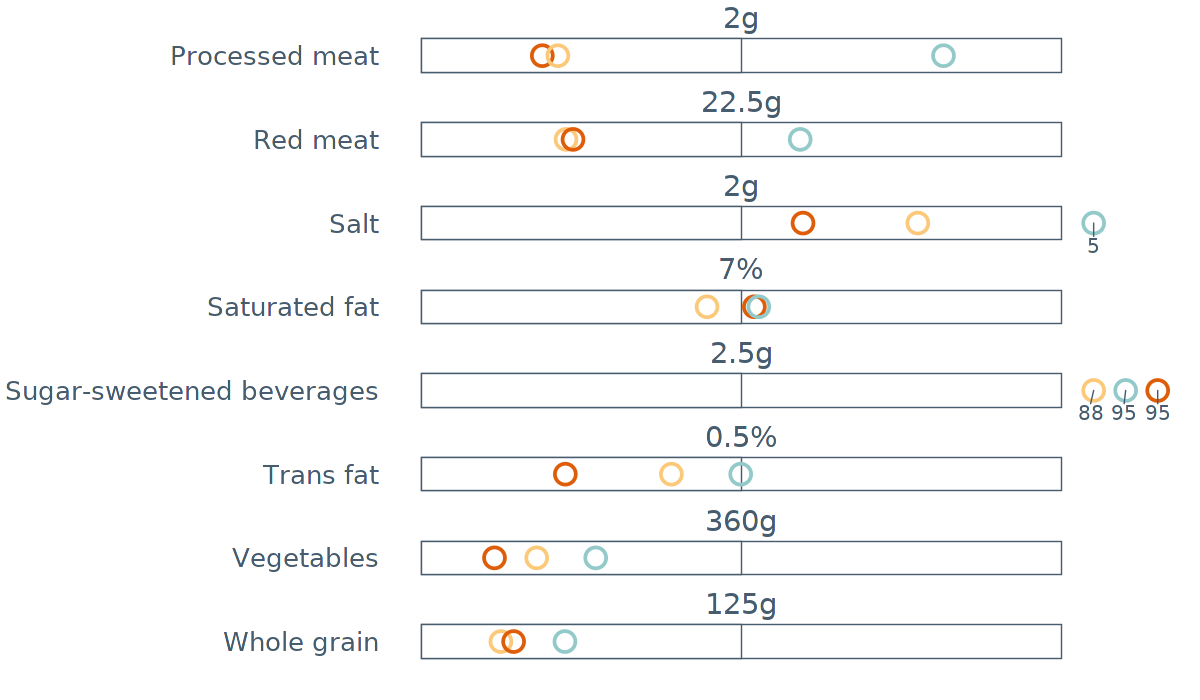 2g
Processed meat
22.5g
Red meat
2g
Salt
5
7%
Saturated fat
2.5g
Sugar-sweetened beverages
88 95 95
0.5%
Trans fat
360g
Vegetables
125g
Whole grain